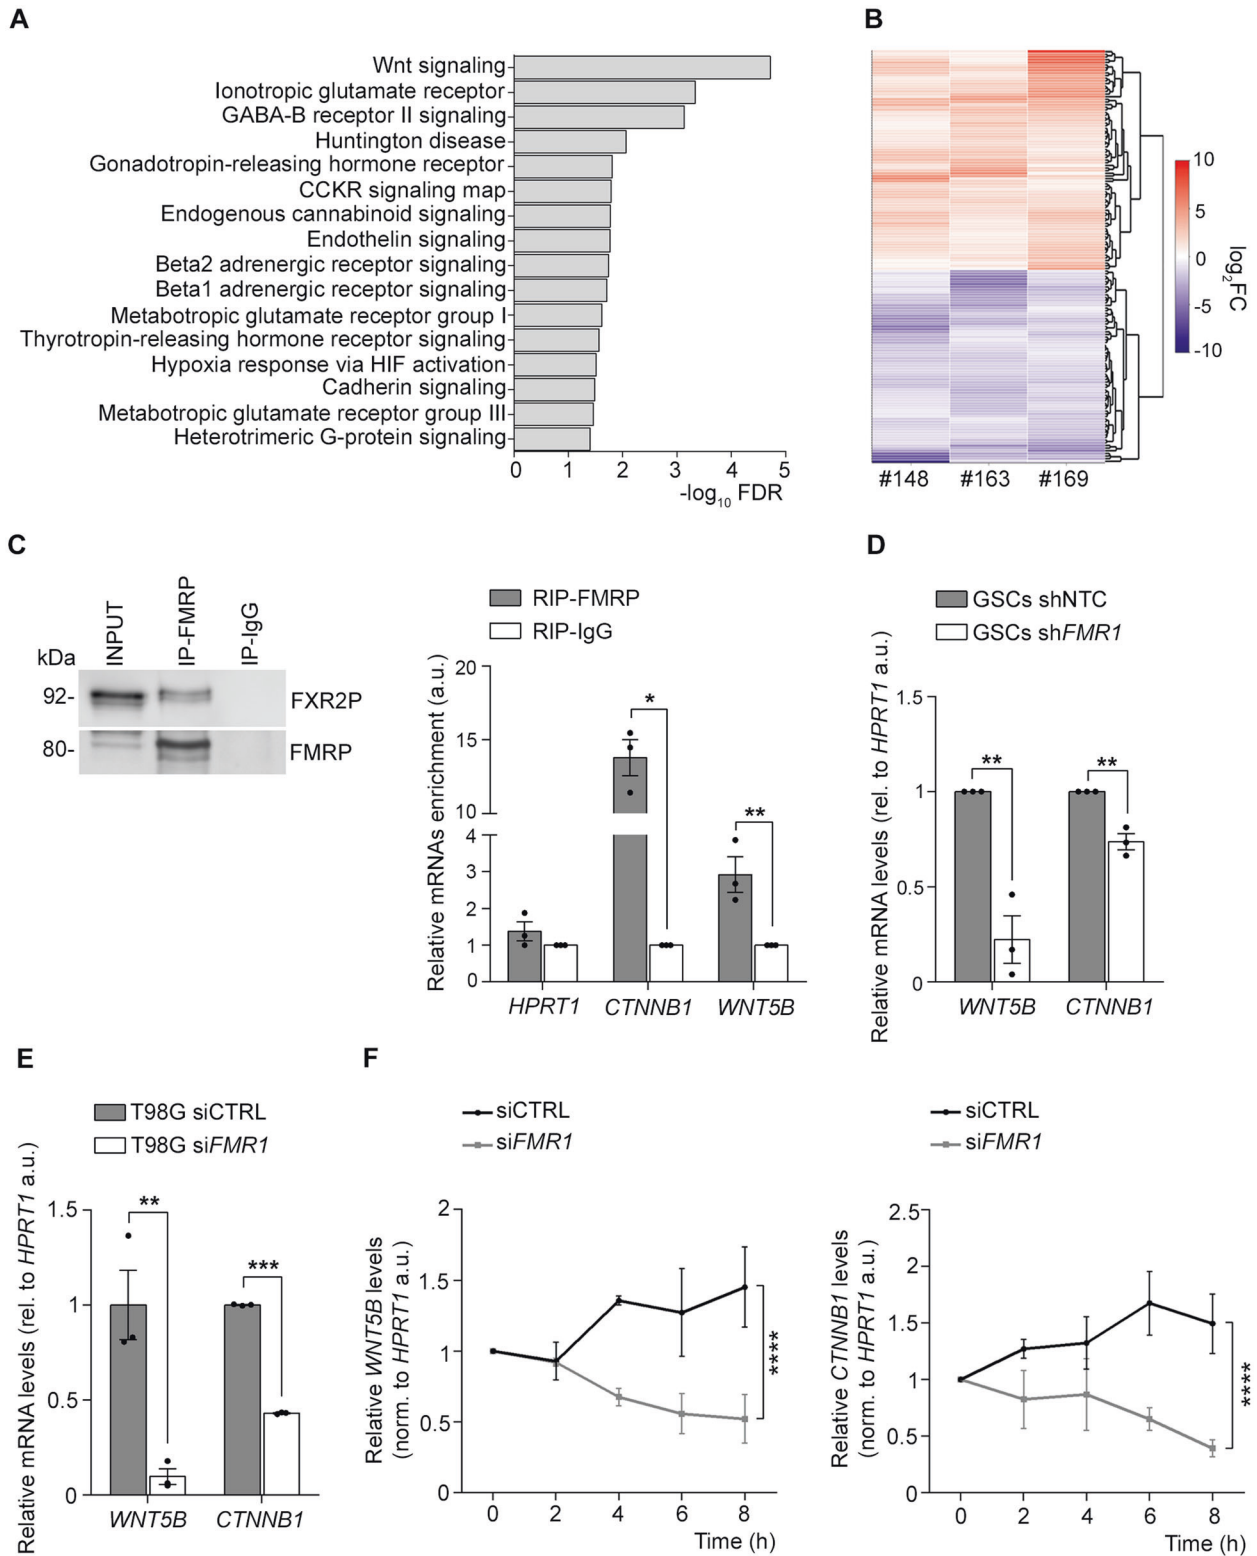 A
Wnt signaling
Ionotropic glutamate receptor
GABA-B receptor II signaling
Huntington disease
Gonadotropin-releasing hormone receptor
CCKR signaling map
Endogenous cannabinoid signaling
Endothelin signaling
Beta2 adrenergic receptor signaling
Beta1 adrenergic receptor signaling
Metabotropic glutamate receptor group I
Thyrotropin-releasing hormone receptor signaling
Hypoxia response via HIF activation
Cadherin signaling
Metabotropic glutamate receptor group III
Heterotrimeric G-protein signaling
0 1 2 3 4 5
-log10 FDR
B
10
5
0
-5
-10
log2FC
#148 #163 #169
C
kDa
INPUT
IP-FMRP
IP-IgG
92-
FXR2P
80-
FMRP
RIP-FMRP
RIP-IgG
Relative mRNAs enrichment (a.u.)
20
15
10
4
3
2
1
0
*
**
HPRT1 CTNNB1 WNT5B
D
GSCs shNTC
GSCs shFMR1
Relative mRNA levels (rel. to HPRT1 a.u.)
1.5
1
0.5
0
**
**
WNT5B CTNNB1
E
T98G siCTRL
T98G siFMR1
Relative mRNA levels (rel. to HPRT1 a.u.)
1.5
1
0.5
0
**
***
WNT5B CTNNB1
F
siCTRL
siFMR1
Relative WNT5B levels
(norm. to HPRT1 a.u.)
2
1.5
1
0.5
0
****
0 2 4 6 8
Time (h)
siCTRL
siFMR1
Relative CTNNB1 levels
(norm. to HPRT1 a.u.)
2.5
2
1.5
1
0.5
0
****
0 2 4 6 8
Time (h)